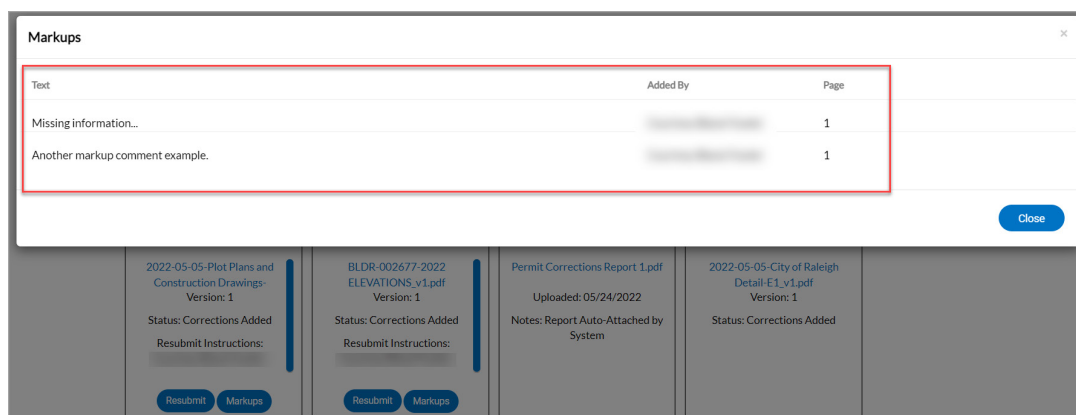 Markups
×
Text Added By Page
Missing information... 1
Another markup comment example. 1
Close
2022-05-05-Plot Plans and
Construction Drawings-
Version: 1
Status: Corrections Added
Resubmit Instructions:
Resubmit Markups
BLDR-002677-2022
ELEVATIONS_v1.pdf
Version: 1
Status: Corrections Added
Resubmit Instructions:
Resubmit Markups
Permit Corrections Report 1.pdf
Uploaded: 05/24/2022
Notes: Report Auto-Attached by
System
2022-05-05-City of Raleigh
Detail-E1_v1.pdf
Version: 1
Status: Corrections Added